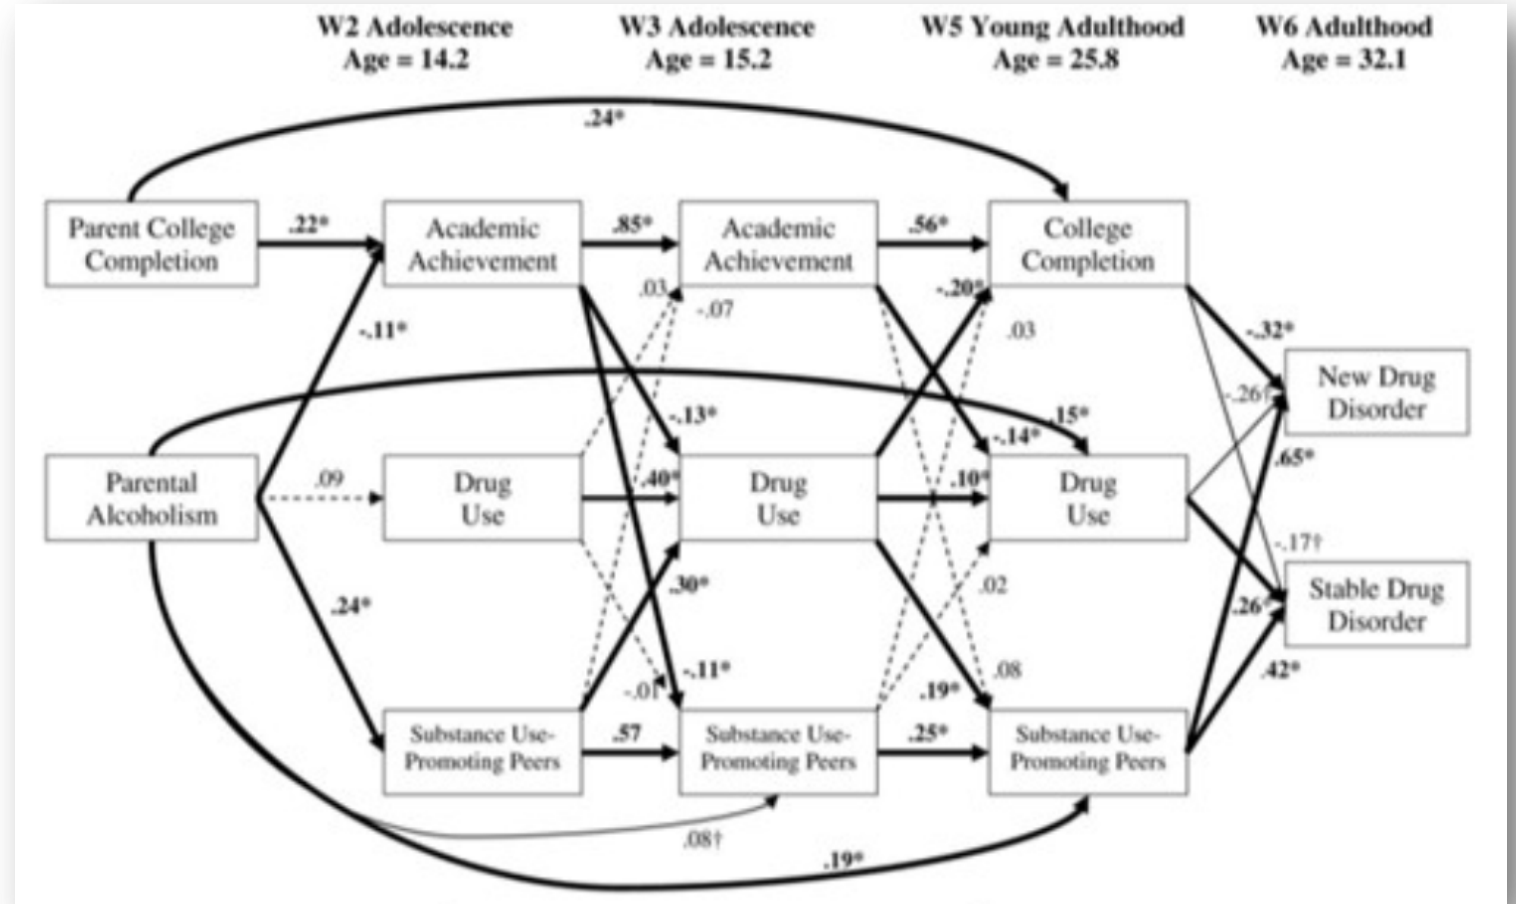 W2 Adolescence
Age = 14.2
W3 Adolescence
Age = 15.2
W5 Young Adulthood
Age = 25.8
W6 Adulthood
Age = 32.1
.24*
Parent College
Completion
.22*
Academic
Achievement
.85*
Academic
Achievement
.56*
College
Completion
.03
-.07
-.20*
.03
-.11*
-.32*
New Drug
Disorder
-.26†
-.13*
.15*
-.14*
.65*
Parental
Alcoholism
.09
Drug
Use
.40*
Drug
Use
.10*
Drug
Use
-.17†
.30*
.02
Stable Drug
Disorder
.24*
.26*
-.01
-.11*
.19*
.08
.42*
Substance Use-
Promoting Peers
.57
Substance Use-
Promoting Peers
.25*
Substance Use-
Promoting Peers
.08†
.19*